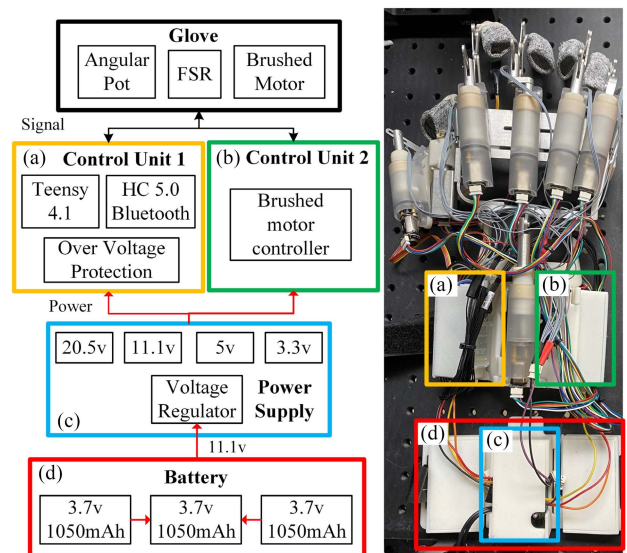 Glove
Angular
Pot
FSR
Brushed
Motor
Signal
(a) Control Unit 1
Teensy
4.1
HC 5.0
Bluetooth
Over Voltage
Protection
(b) Control Unit 2
Brushed
motor
controller
Power
20.5v
11.1v
5v
3.3v
Voltage
Regulator
Power
Supply
(c)
11.1v
(d)
Battery
3.7v
1050mAh
3.7v
1050mAh
3.7v
1050mAh
(a)
(b)
(d)
(c)